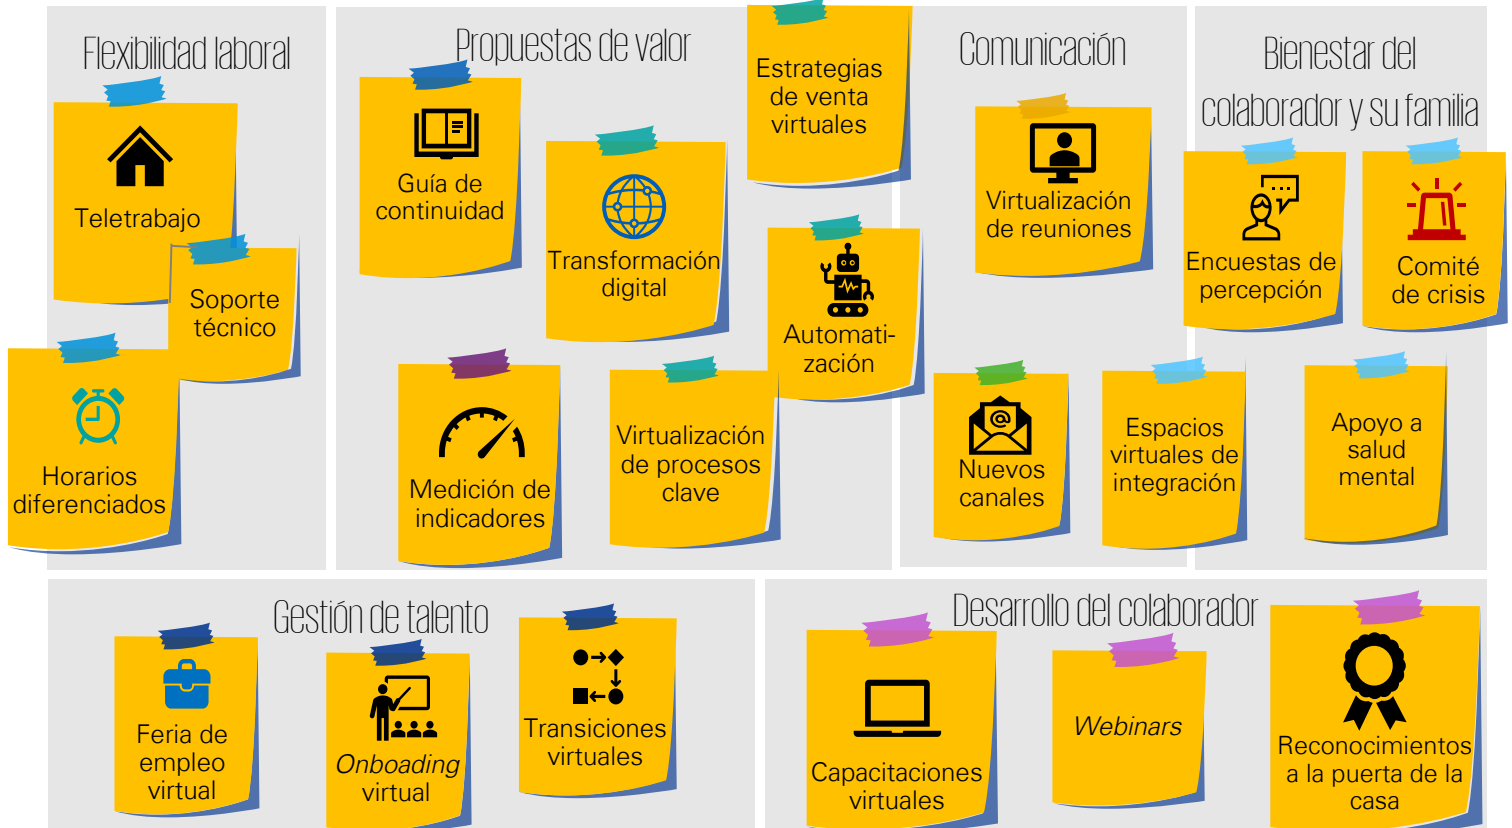 Flexibilidad laboral
Teletrabajo
Soporte
técnico
Horarios
diferenciados
Propuestas de valor
Guía de
continuidad
Transformación
digital
Estrategias
de venta
virtuales
Automati-
zación
Medición de
indicadores
Virtualización
de procesos
clave
Comunicación
Virtualización
de reuniones
Nuevos
canales
Espacios
virtuales de
integración
Bienestar del
colaborador y su familia
Encuestas de
percepción
Comité
de crisis
Apoyo a
salud
mental
Gestión de talento
Feria de
empleo
virtual
Onboading
virtual
Transiciones
virtuales
Desarrollo del colaborador
Capacitaciones
virtuales
Webinars
Reconocimientos
a la puerta de la
casa